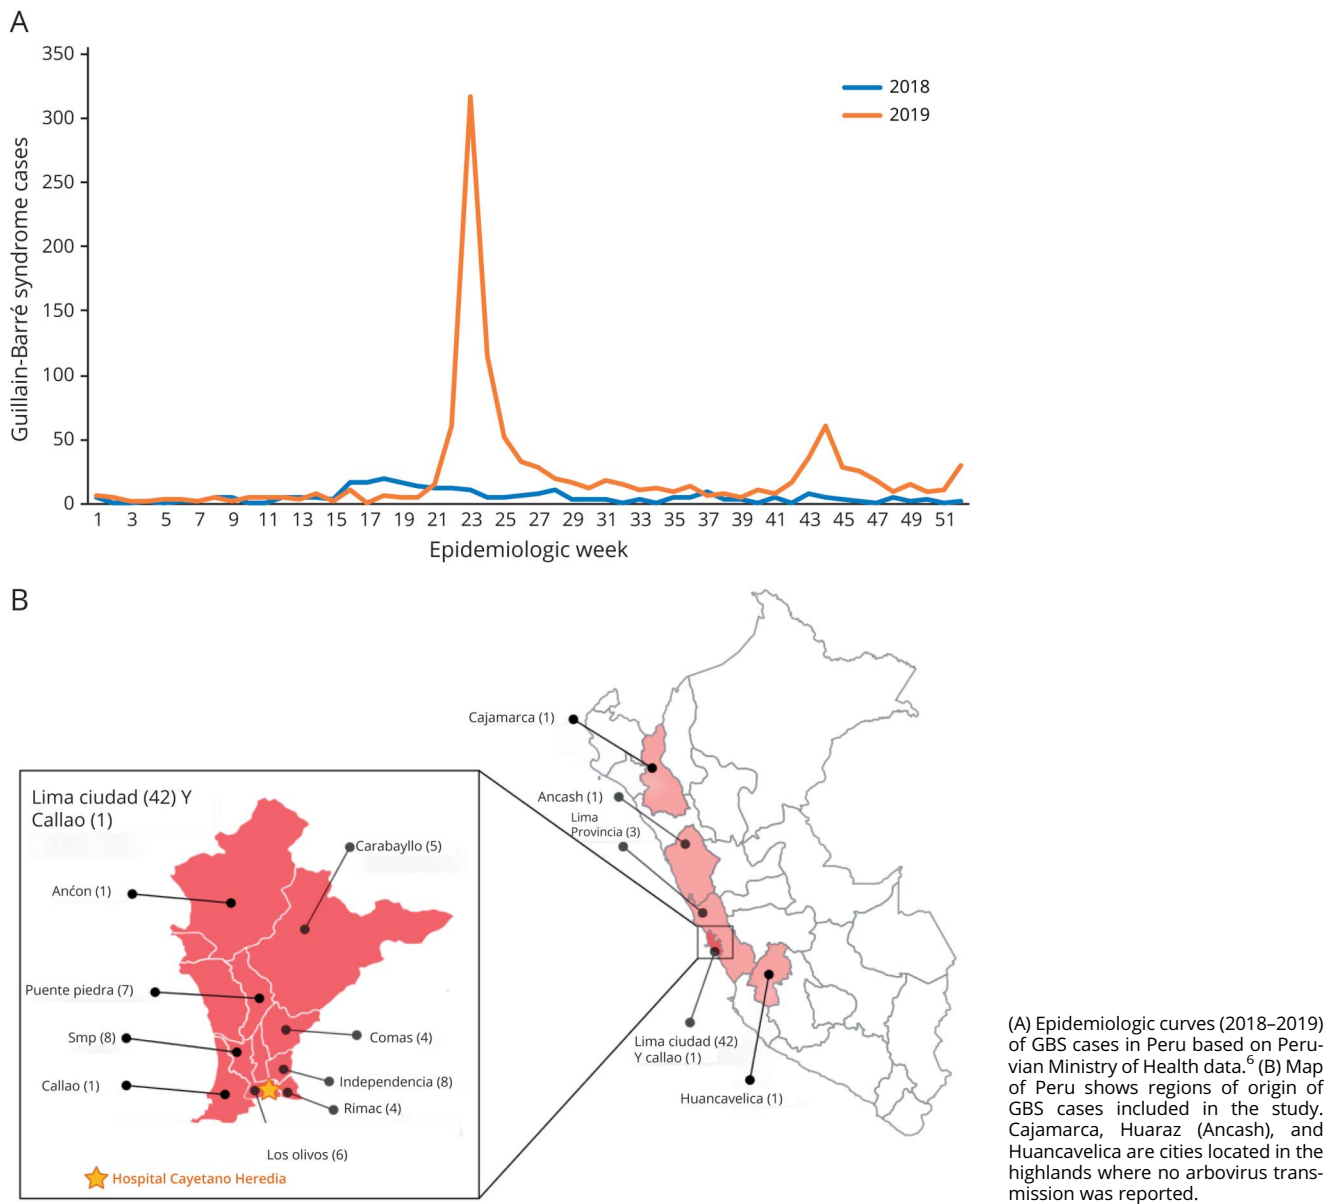 A
350
300
250
200
150
100
50
0
Guillain-Barré syndrome cases
2018
2019
1 3 5 7 9 11 13 15 17 19 21 23 25 27 29 31 33 35 37 39 41 43 45 47 49 51
Epidemiologic week
B
Cajamarca (1)
Ancash (1)
Lima
Provincia (3)
Lima ciudad (42)
Y callao (1)
Huancavelica (1)
Lima ciudad (42) Y
Callao (1)
Carabayllo (5)
Anćon (1)
Puente piedra (7)
Smp (8)
Comas (4)
Callao (1)
Independencia (8)
Rimac (4)
Los olivos (6)
Hospital Cayetano Heredia
(A) Epidemiologic curves (2018–2019)
of GBS cases in Peru based on Peru-
vian Ministry of Health data.6 (B) Map
of Peru shows regions of origin of
GBS cases included in the study.
Cajamarca, Huaraz (Ancash), and
Huancavelica are cities located in the
highlands where no arbovirus trans-
mission was reported.